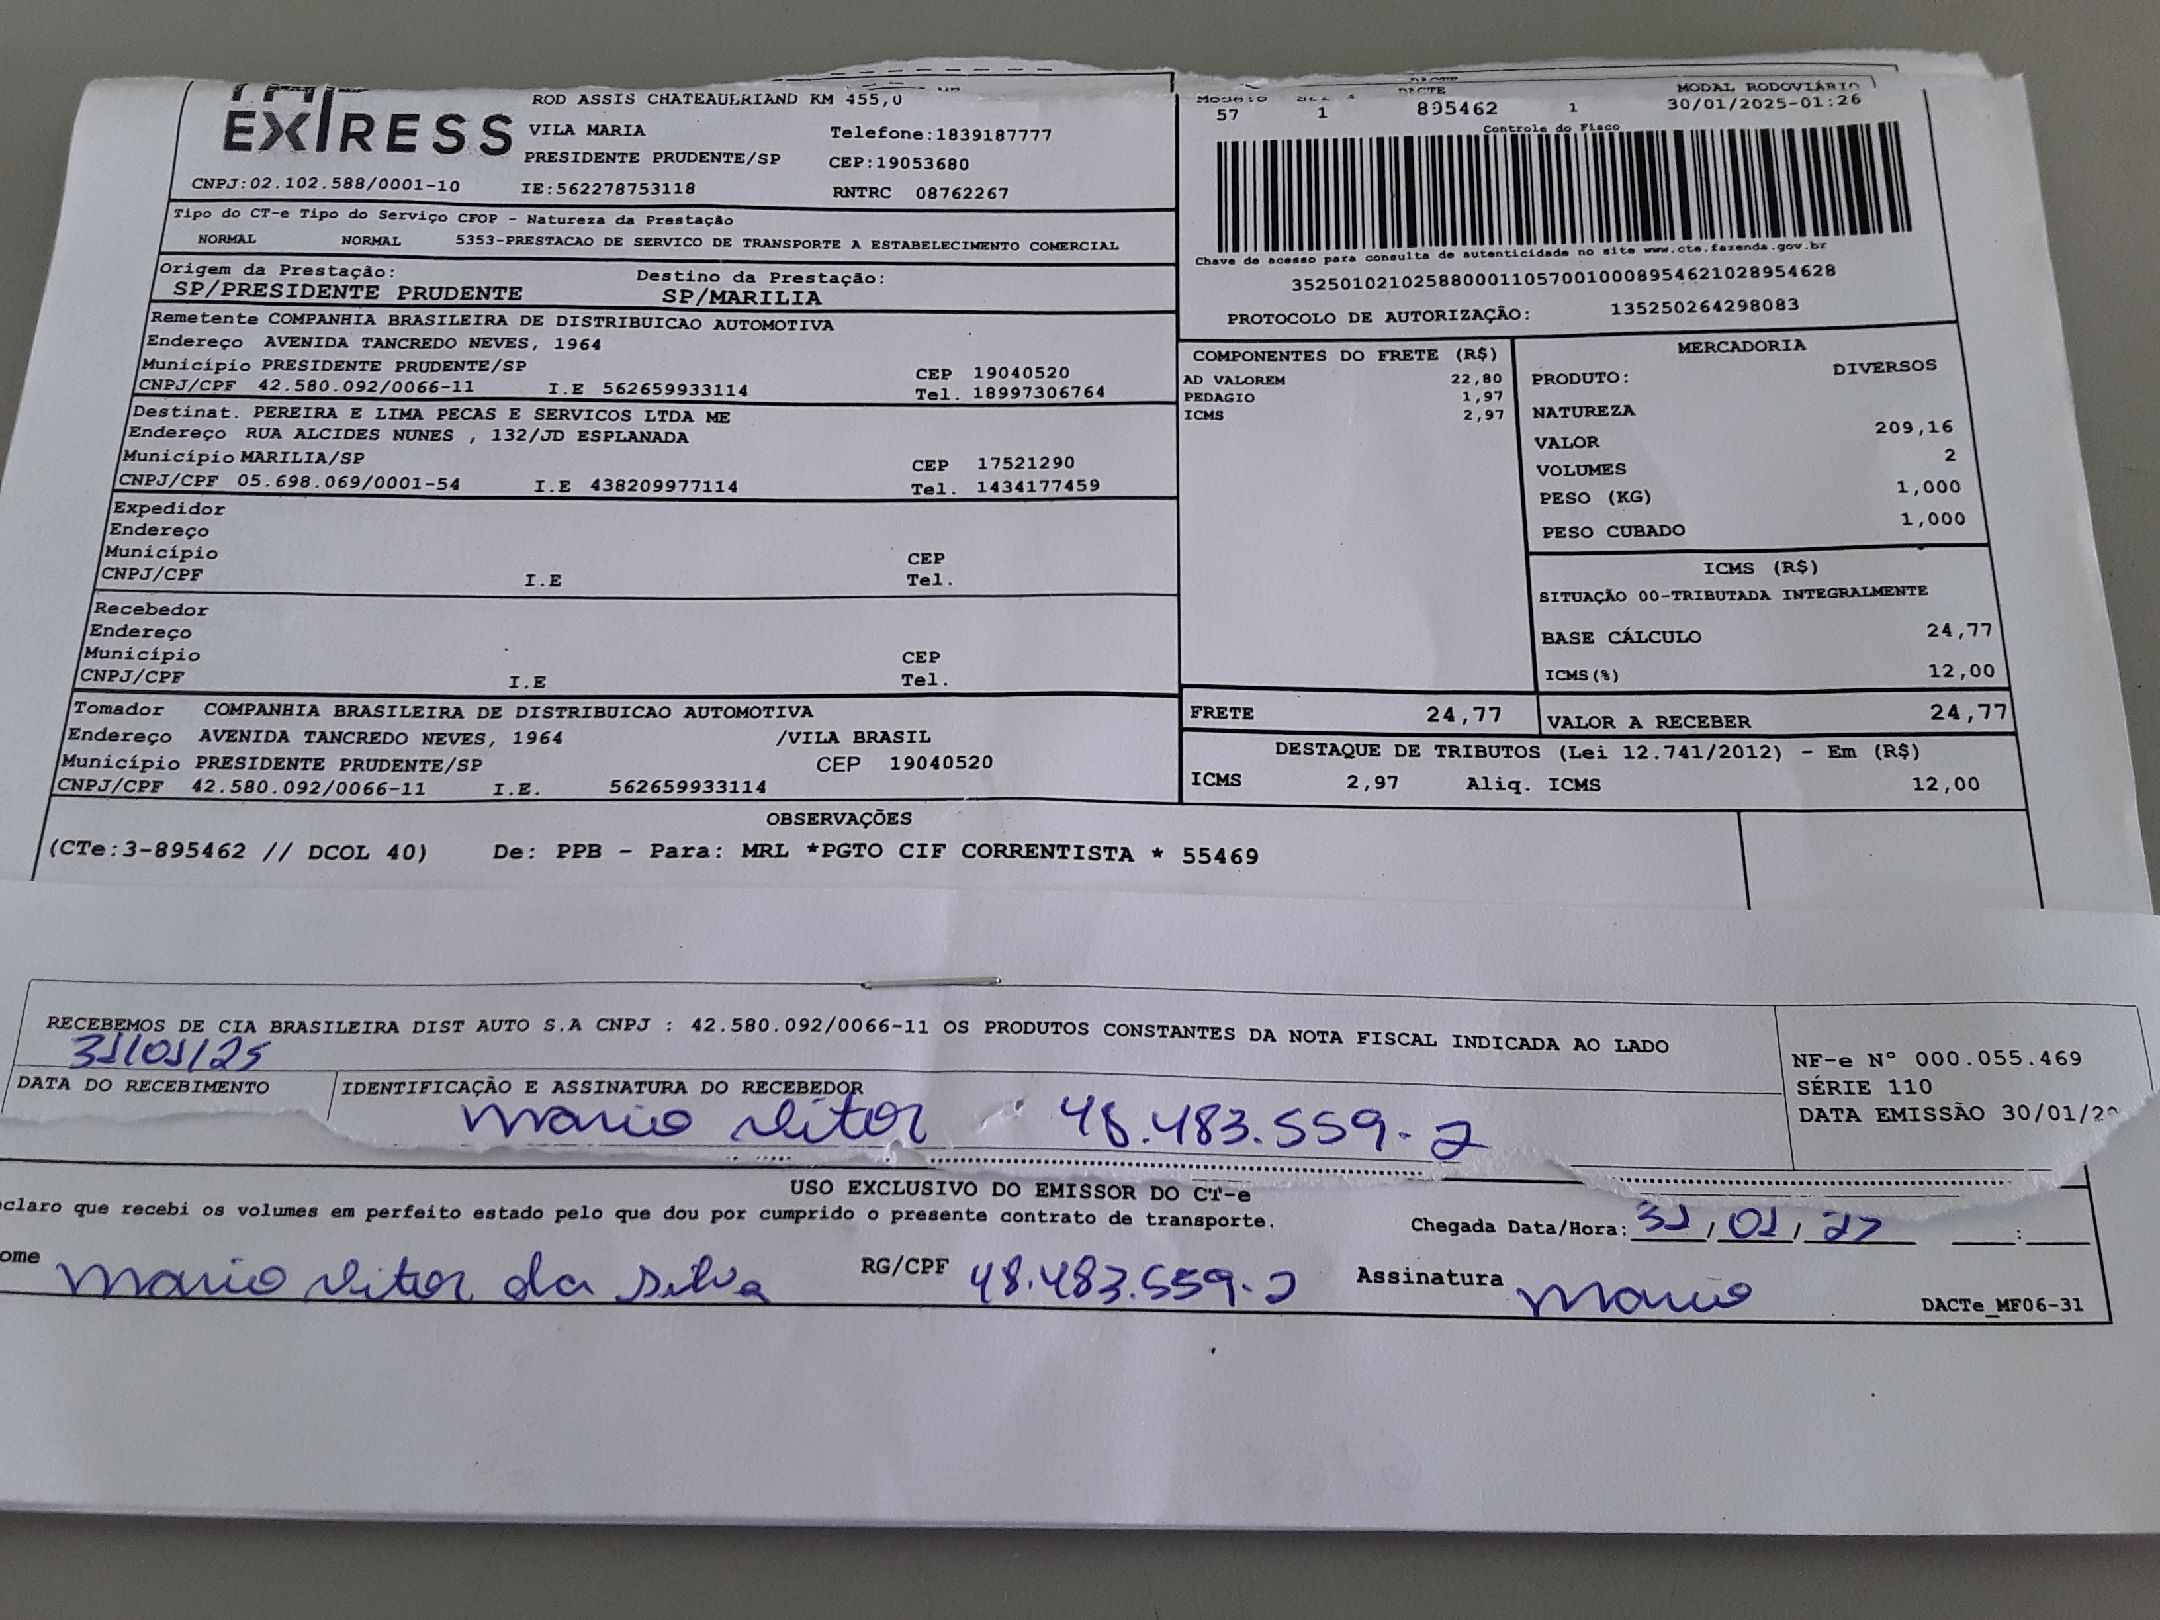 EXPRESS
ROD ASSIS CHATEAUBRIAND KM 455,0
VILA MARIA
Telefone:1839187777
PRESIDENTE PRUDENTE/SP
CEP:19053680
CNPJ:02.102.588/0001-10
IE:562278753118
RNTRC 08762267
Tipo do CT-e Tipo do Serviço CFOP - Natureza da Prestação
NORMAL NORMAL 5353-PRESTACAO DE SERVICO DE TRANSPORTE A ESTABELECIMENTO COMERCIAL
Origem da Prestação: Destino da Prestação:
SP/PRESIDENTE PRUDENTE SP/MARILIA
Remetente COMPANHIA BRASILEIRA DE DISTRIBUICAO AUTOMOTIVA
Endereço AVENIDA TANCREDO NEVES, 1964
Município PRESIDENTE PRUDENTE/SP CEP 19040520
CNPJ/CPF 42.580.092/0066-11 I.E 562659933114 Tel. 18997306764
Destinat. PEREIRA E LIMA PECAS E SERVICOS LTDA ME
Endereço RUA ALCIDES NUNES , 132/JD ESPLANADA
Município MARILIA/SP CEP 17521290
CNPJ/CPF 05.698.069/0001-54 I.E 438209977114 Tel. 1434177459
Expedidor
Endereço
Município CEP
CNPJ/CPF I.E Tel.
Recebedor
Endereço
Município CEP
CNPJ/CPF I.E Tel.
Tomador COMPANHIA BRASILEIRA DE DISTRIBUICAO AUTOMOTIVA
Endereço AVENIDA TANCREDO NEVES, 1964 /VILA BRASIL
Município PRESIDENTE PRUDENTE/SP CEP 19040520
CNPJ/CPF 42.580.092/0066-11 I.E. 562659933114
DACTE MODAL RODOVIÁRIO
Modelo
57 1 895462 1 30/01/2025-01:26
Controle do Fisco
Chave de acesso para consulta de autenticidade no site www.cte.fazenda.gov.br
35250102102588000110570010008954621028954628
PROTOCOLO DE AUTORIZAÇÃO: 135250264298083
COMPONENTES DO FRETE (R$)
AD VALOREM 22,80
PEDAGIO 1,97
ICMS 2,97
MERCADORIA
PRODUTO: DIVERSOS
NATUREZA
VALOR 209,16
VOLUMES 2
PESO (KG) 1,000
PESO CUBADO 1,000
ICMS (R$)
SITUAÇÃO 00-TRIBUTADA INTEGRALMENTE
BASE CÁLCULO 24,77
ICMS(%) 12,00
FRETE 24,77 VALOR A RECEBER 24,77
DESTAQUE DE TRIBUTOS (Lei 12.741/2012) - Em (R$)
ICMS 2,97 Aliq. ICMS 12,00
OBSERVAÇÕES
(CTe:3-895462 // DCOL 40) De: PPB - Para: MRL *PGTO CIF CORRENTISTA * 55469
RECEBEMOS DE CIA BRASILEIRA DIST AUTO S.A CNPJ : 42.580.092/0066-11 OS PRODUTOS CONSTANTES DA NOTA FISCAL INDICADA AO LADO
31/01/25
DATA DO RECEBIMENTO IDENTIFICAÇÃO E ASSINATURA DO RECEBEDOR
Mario Vitor 48.483.559-2
NF-e Nº 000.055.469
SÉRIE 110
DATA EMISSÃO 30/01/2
USO EXCLUSIVO DO EMISSOR DO CT-e
claro que recebi os volumes em perfeito estado pelo que dou por cumprido o presente contrato de transporte.
Chegada Data/Hora: 31/01/ :
ome Mario Vitor da Silva RG/CPF 48.483.559-2 Assinatura Mario
DACTe_MF06-31